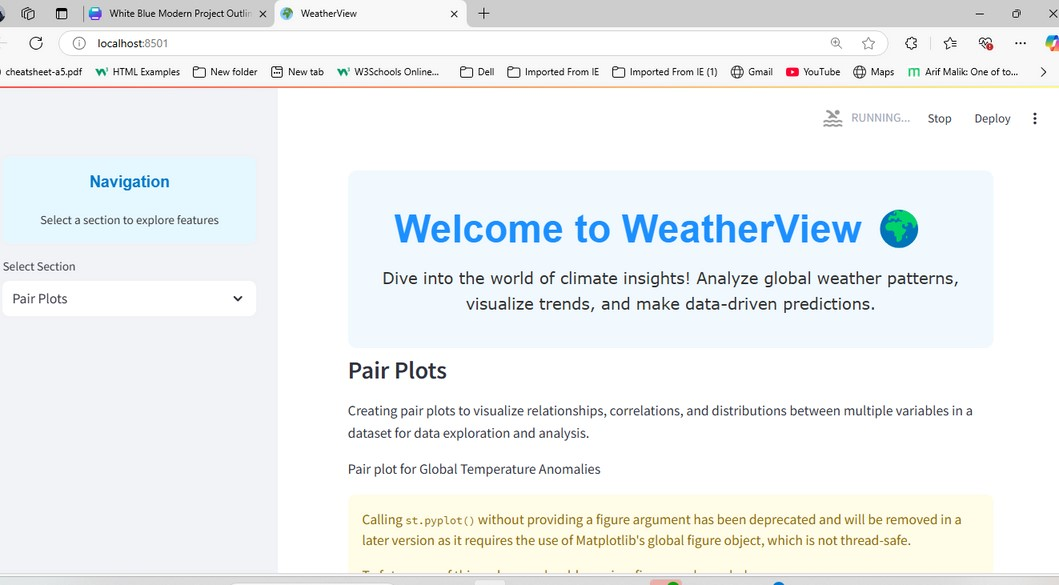 White Blue Modern Project Outlin
WeatherView
localhost:8501
cheatsheet-a5.pdf
HTML Examples
New folder
New tab
W3Schools Online...
Dell
Imported From IE
Imported From IE (1)
Gmail
YouTube
Maps
Arif Malik: One of to...
RUNNING...
Stop
Deploy
Navigation
Select a section to explore features
Select Section
Pair Plots
Welcome to WeatherView
Dive into the world of climate insights! Analyze global weather patterns,
visualize trends, and make data-driven predictions.
Pair Plots
Creating pair plots to visualize relationships, correlations, and distributions between multiple variables in a
dataset for data exploration and analysis.
Pair plot for Global Temperature Anomalies
Calling st.pyplot() without providing a figure argument has been deprecated and will be removed in a
later version as it requires the use of Matplotlib's global figure object, which is not thread-safe.